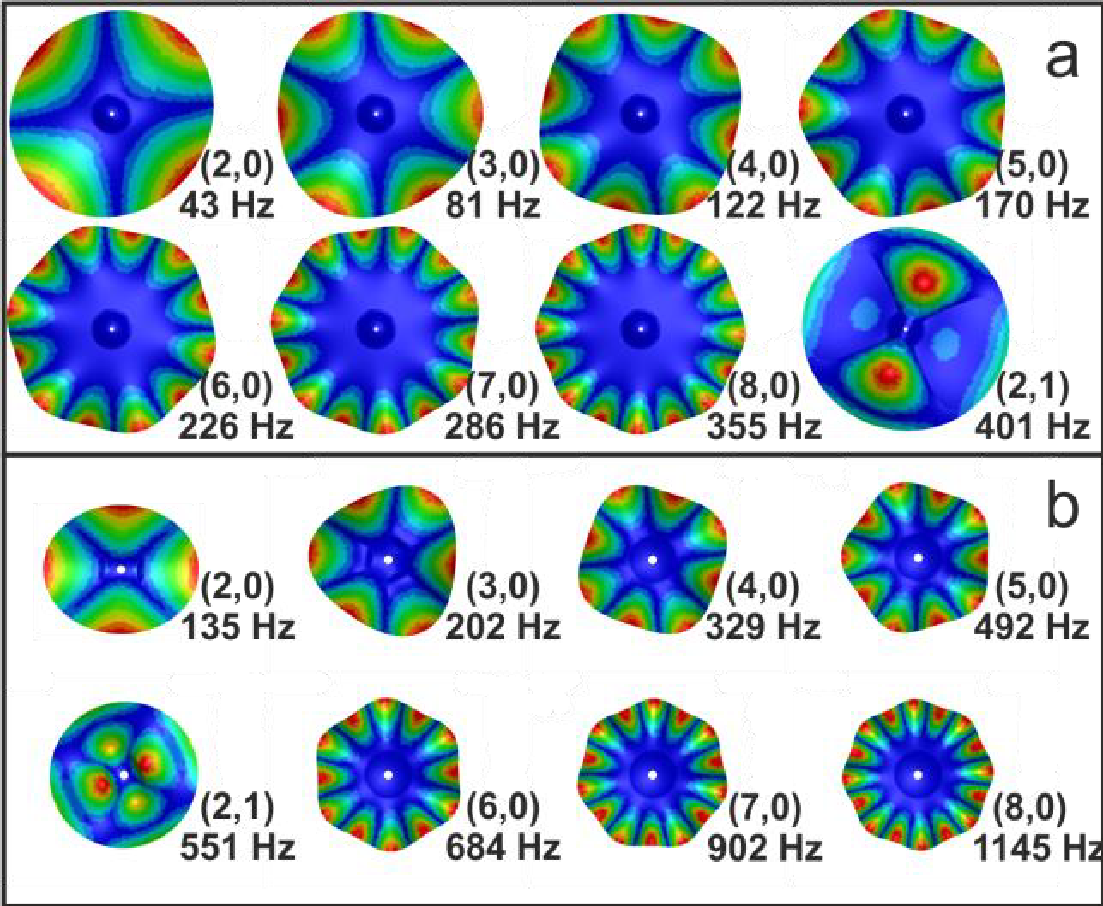 a
(2,0)
43 Hz
(3,0)
81 Hz
(4,0)
122 Hz
(5,0)
170 Hz
(6,0)
226 Hz
(7,0)
286 Hz
(8,0)
355 Hz
(2,1)
401 Hz
b
(2,0)
135 Hz
(3,0)
202 Hz
(4,0)
329 Hz
(5,0)
492 Hz
(2,1)
551 Hz
(6,0)
684 Hz
(7,0)
902 Hz
(8,0)
1145 Hz